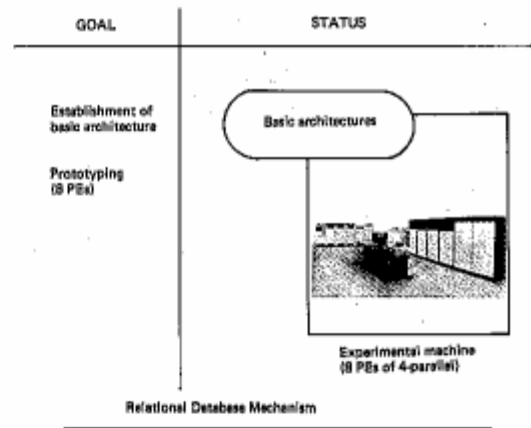 GOAL
STATUS
Establishment of
basic architecture
Prototyping
(8 PEs)
Basic architectures
Experimental machine
(8 PEs of 4-parallel)
Relational Database Mechanism